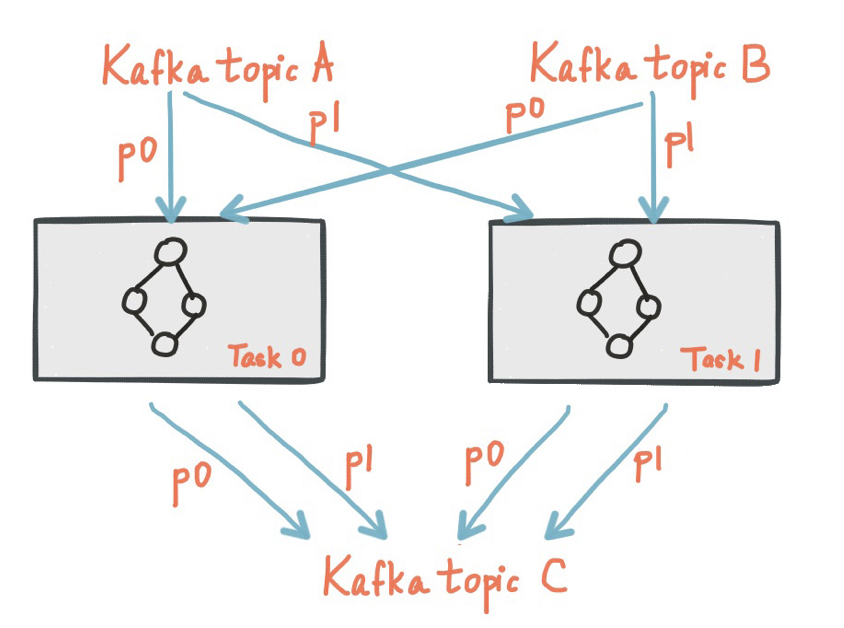 Kafka topic A
Kafka topic B
p0
p1
p0
p1
Task 0
Task 1
p0
p1
p0
p1
Kafka topic C